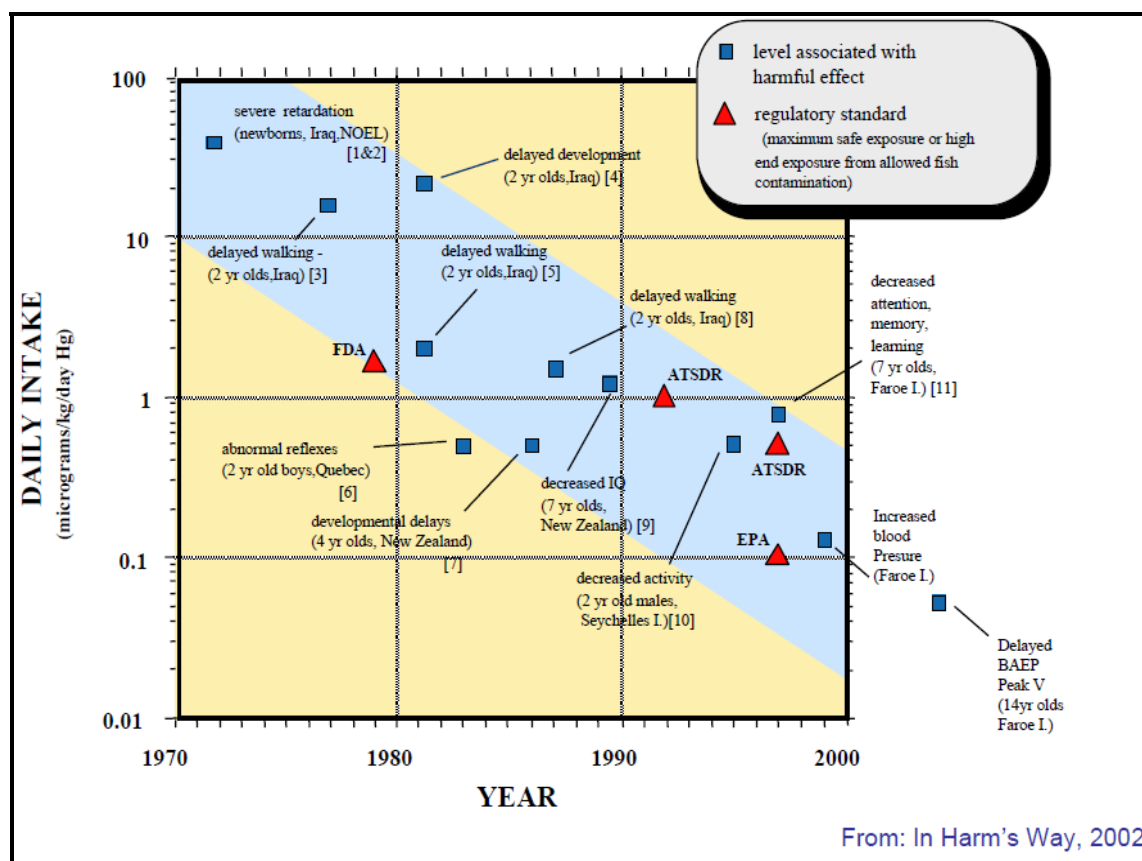 level associated with
harmful effect
regulatory standard
(maximum safe exposure or high
end exposure from allowed fish
contamination)
100
10
1
0.1
0.01
DAILY INTAKE
(micrograms/kg/day Hg)
severe retardation
(newborns, Iraq,NOEL)
[1&2]
delayed development
(2 yr olds,Iraq) [4]
delayed walking -
(2 yr olds,Iraq) [3]
delayed walking
(2 yr olds,Iraq) [5]
delayed walking
(2 yr olds, Iraq) [8]
decreased
attention,
memory,
learning
(7 yr olds,
Faroe I.) [11]
FDA
ATSDR
abnormal reflexes
(2 yr old boys,Quebec)
[6]
developmental delays
(4 yr olds, New Zealand)
[7]
decreased IQ
(7 yr olds,
New Zealand) [9]
ATSDR
EPA
decreased activity
(2 yr old males,
Seychelles I.)[10]
Increased
blood
Presure
(Faroe I.)
Delayed
BAEP
Peak V
(14yr olds
Faroe I.)
1970
1980
1990
2000
YEAR
From: In Harm's Way, 2002